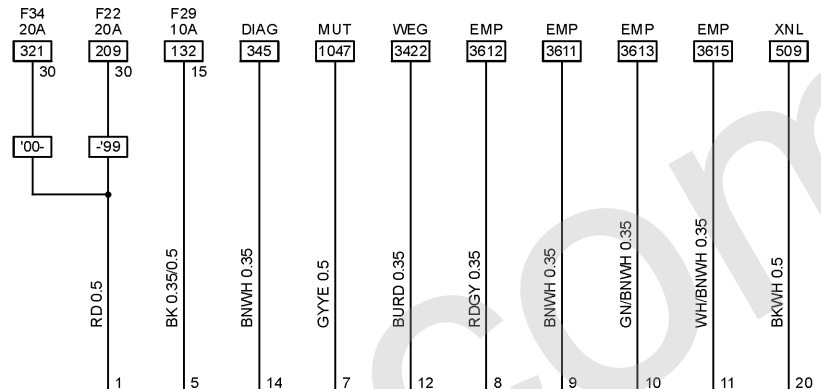 F34 F22 F29
20A 20A 10A DIAG MUT WEG EMP EMP EMP EMP XNL
321 209 132 345 1047 3422 3612 3611 3613 3615 509
30 30 15
'00- -'99
RD 0.5
BK 0.35/0.5
BNWH 0.35
GYYE 0.5
BURD 0.35
RDGY 0.35
BNWH 0.35
GN/BNWH 0.35
WH/BNWH 0.35
BKWH 0.5
1 5 14 7 12 8 9 10 11 20
com